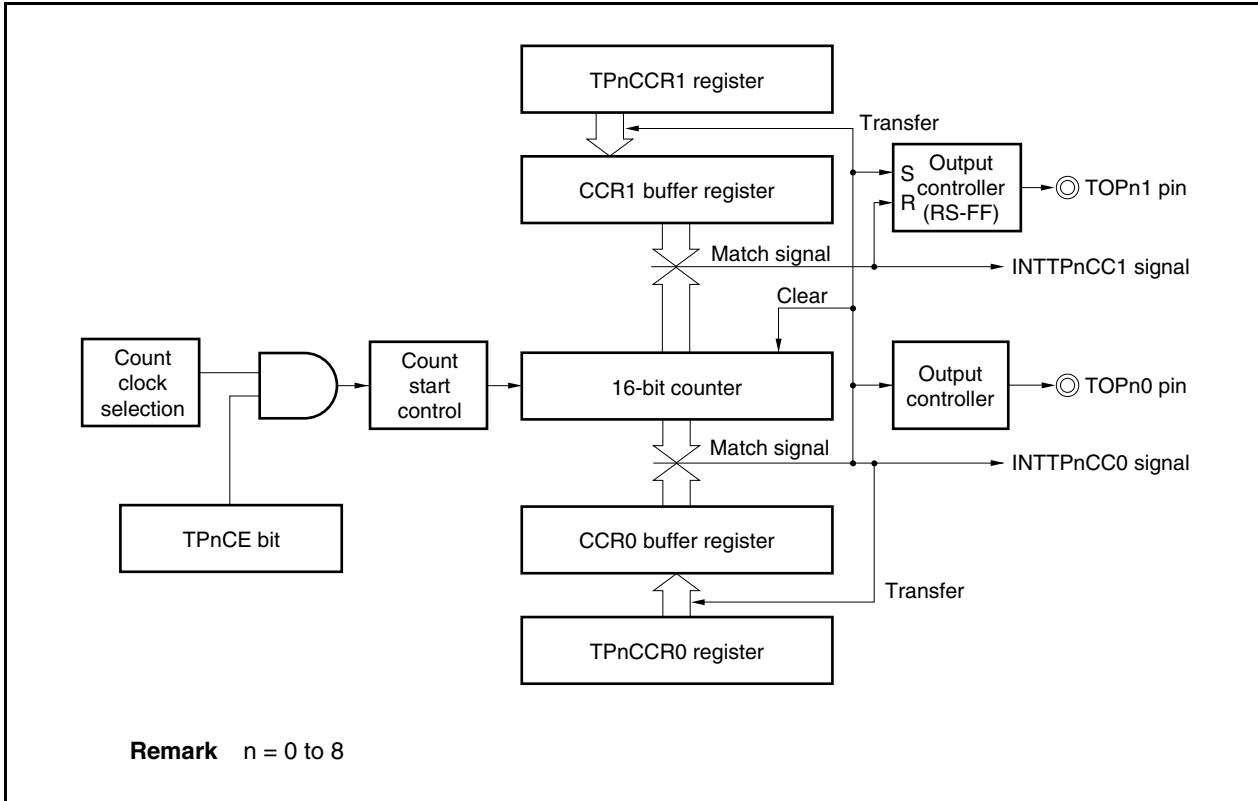 TPnCCR1 register
Transfer
CCR1 buffer register
S
R
Output
controller
(RS-FF)
TOPn1 pin
Match signal
INTTPnCC1 signal
Clear
Count
clock
selection
Count
start
control
16-bit counter
Output
controller
TOPn0 pin
Match signal
INTTPnCC0 signal
TPnCE bit
CCR0 buffer register
Transfer
TPnCCR0 register
Remark n = 0 to 8